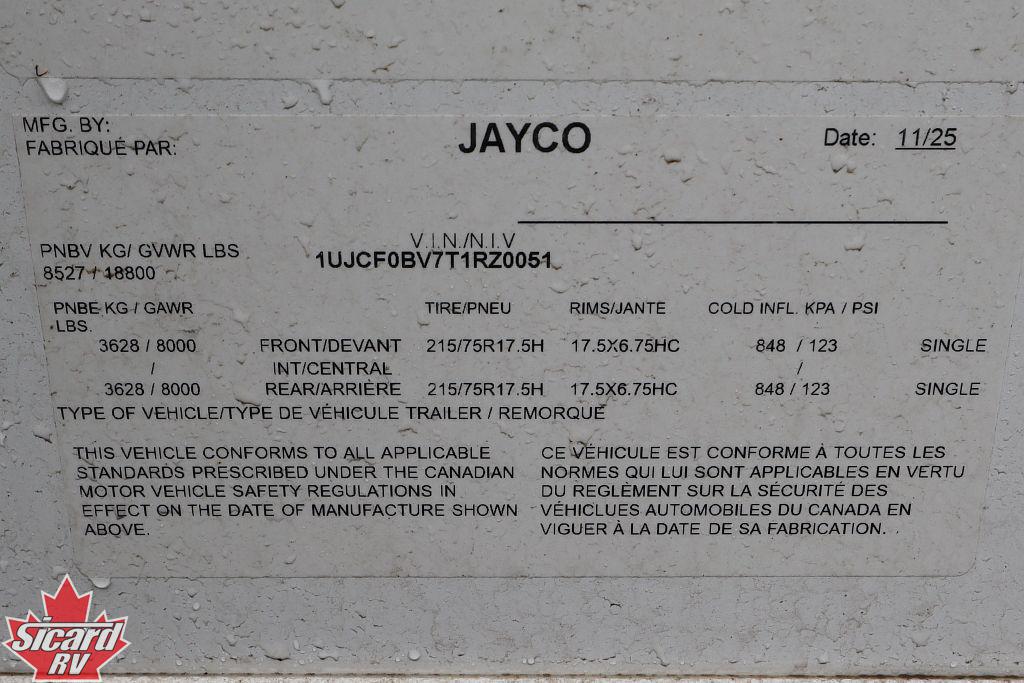 MFG. BY:
FABRIQUÉ PAR:
JAYCO
Date: 11/25
V.I.N./N.I.V
1UJCF0BV7T1RZ0051
PNBV KG/ GVWR LBS
8527 / 18800
PNBE KG / GAWR LBS. TIRE/PNEU RIMS/JANTE COLD INFL. KPA / PSI
3628 / 8000 FRONT/DEVANT 215/75R17.5H 17.5X6.75HC 848 / 123 SINGLE
/ INT/CENTRAL /
3628 / 8000 REAR/ARRIÈRE 215/75R17.5H 17.5X6.75HC 848 / 123 SINGLE
TYPE OF VEHICLE/TYPE DE VÉHICULE TRAILER / REMORQUE
THIS VEHICLE CONFORMS TO ALL APPLICABLE
STANDARDS PRESCRIBED UNDER THE CANADIAN
MOTOR VEHICLE SAFETY REGULATIONS IN
EFFECT ON THE DATE OF MANUFACTURE SHOWN
ABOVE.
CE VÉHICULE EST CONFORME À TOUTES LES
NORMES QUI LUI SONT APPLICABLES EN VERTU
DU REGLÈMENT SUR LA SÉCURITÉ DES
VÉHICLUES AUTOMOBILES DU CANADA EN
VIGUER À LA DATE DE SA FABRICATION.
Sicard
RV